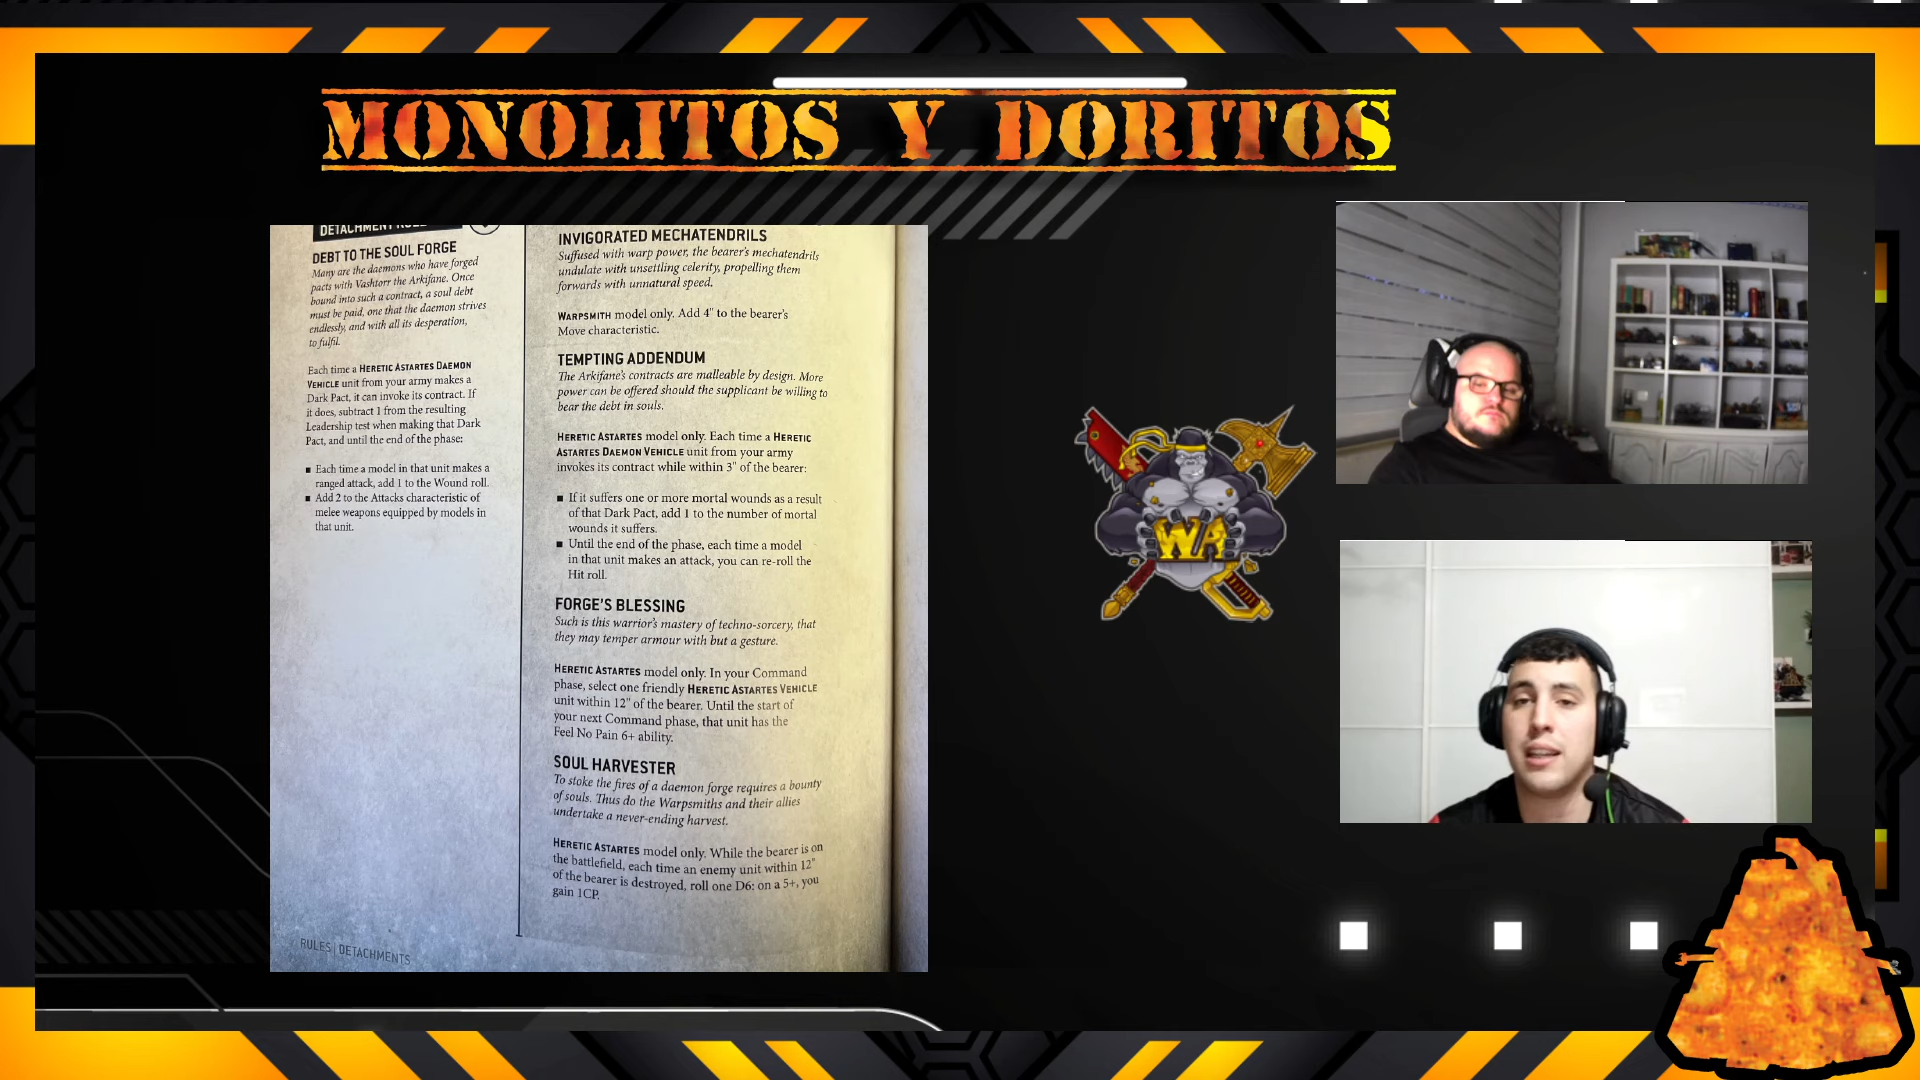 MONOLITOS Y DORITOS
DETACHMENT RULE
DEBT TO THE SOUL FORGE
Many are the daemons who have forged
pacts with Vashtorr the Arkifane. Once
bound into such a contract, a soul debt
must be paid, one that the daemon strives
endlessly, and with all its desperation,
to fulfil.
Each time a HERETIC ASTARTES DAEMON
VEHICLE unit from your army makes a
Dark Pact, it can invoke its contract. If
it does, subtract 1 from the resulting
Leadership test when making that Dark
Pact, and until the end of the phase:
■ Each time a model in that unit makes a
ranged attack, add 1 to the Wound roll.
■ Add 2 to the Attacks characteristic of
melee weapons equipped by models in
that unit.
RULES | DETACHMENTS
INVIGORATED MECHATENDRILS
Suffused with warp power, the bearer's mechatendrils
undulate with unsettling celerity, propelling them
forwards with unnatural speed.
WARPSMITH model only. Add 4" to the bearer's
Move characteristic.
TEMPTING ADDENDUM
The Arkifane's contracts are malleable by design. More
power can be offered should the supplicant be willing to
bear the debt in souls.
HERETIC ASTARTES model only. Each time a HERETIC
ASTARTES DAEMON VEHICLE unit from your army
invokes its contract while within 3" of the bearer:
■ If it suffers one or more mortal wounds as a result
of that Dark Pact, add 1 to the number of mortal
wounds it suffers.
■ Until the end of the phase, each time a model
in that unit makes an attack, you can re-roll the
Hit roll.
FORGE'S BLESSING
Such is this warrior's mastery of techno-sorcery, that
they may temper armour with but a gesture.
HERETIC ASTARTES model only. In your Command
phase, select one friendly HERETIC ASTARTES VEHICLE
unit within 12" of the bearer. Until the start of
your next Command phase, that unit has the
Feel No Pain 6+ ability.
SOUL HARVESTER
To stoke the fires of a daemon forge requires a bounty
of souls. Thus do the Warpsmiths and their allies
undertake a never-ending harvest.
HERETIC ASTARTES model only. While the bearer is on
the battlefield, each time an enemy unit within 12"
of the bearer is destroyed, roll one D6: on a 5+, you
gain 1CP.
WA